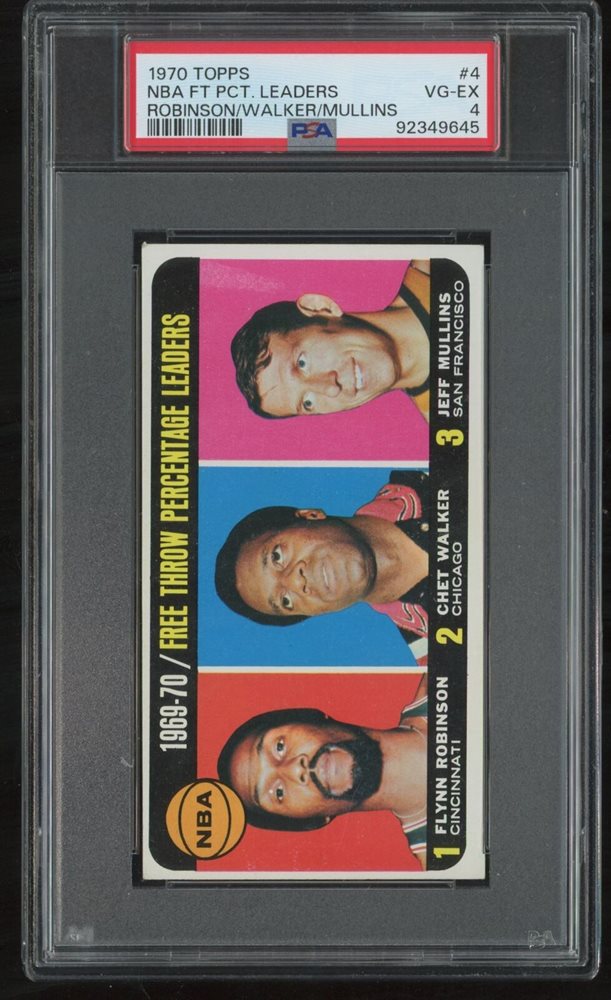 1970 TOPPS #4
NBA FT PCT. LEADERS VG-EX
ROBINSON/WALKER/MULLINS 4
PSA 92349645
1969-70 / FREE THROW PERCENTAGE LEADERS
NBA
1 FLYNN ROBINSON
CINCINNATI
2 CHET WALKER
CHICAGO
3 JEFF MULLINS
SAN FRANCISCO
PSA